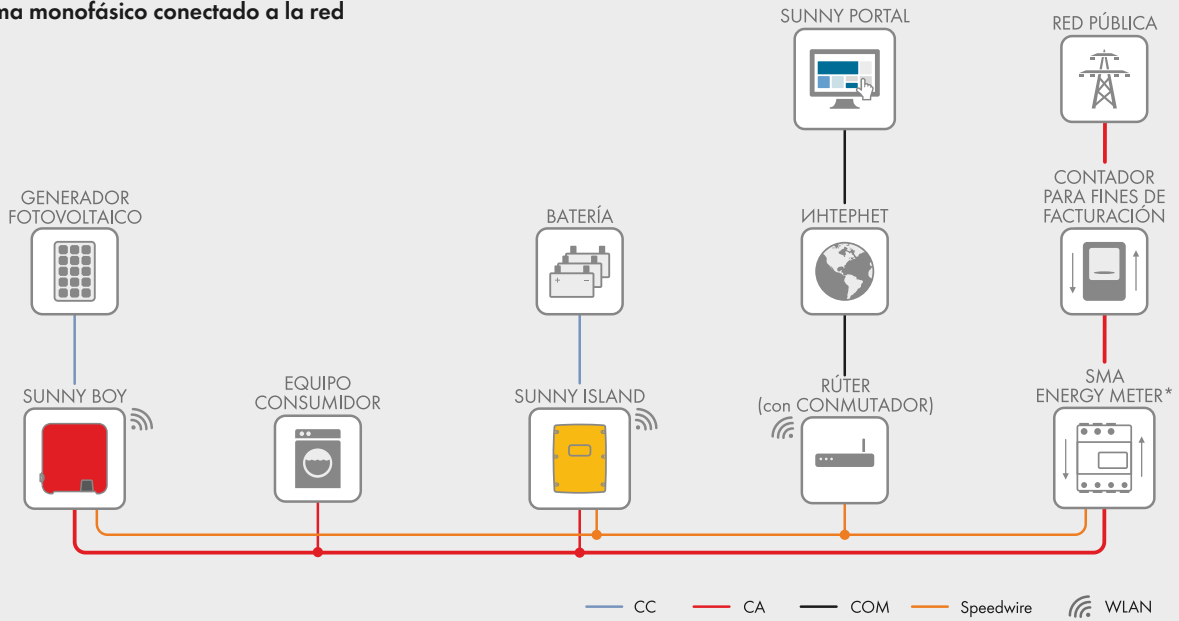 ma monofásico conectado a la red
SUNNY PORTAL
RED PÚBLICA
GENERADOR
FOTOVOLTAICO
BATERÍA
ИНТЕРНЕТ
CONTADOR
PARA FINES DE
FACTURACIÓN
SUNNY BOY
EQUIPO
CONSUMIDOR
SUNNY ISLAND
RÚTER
(con CONMUTADOR)
SMA
ENERGY METER*
CC
CA
COM
Speedwire
WLAN